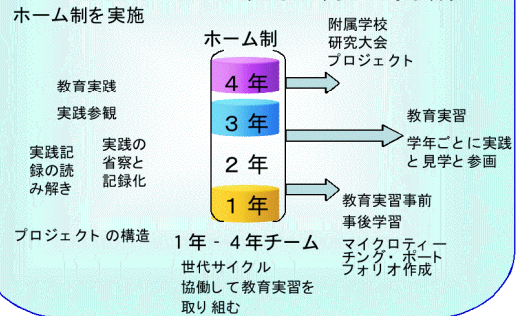 ホーム制を実施
ホーム制
附属学校
研究大会
プロジェクト
4年
3年
2年
1年
教育実践
実践参観
実践記
録の読
み解き
実践の
省察と
記録化
プロジェクトの構造
教育実習
学年ごとに実践
と見学と参画
教育実習事前
事後学習
マイクロティー
チング・ポート
フォリオ作成
1年-4年チーム
世代サイクル
協働して教育実習を
取り組む